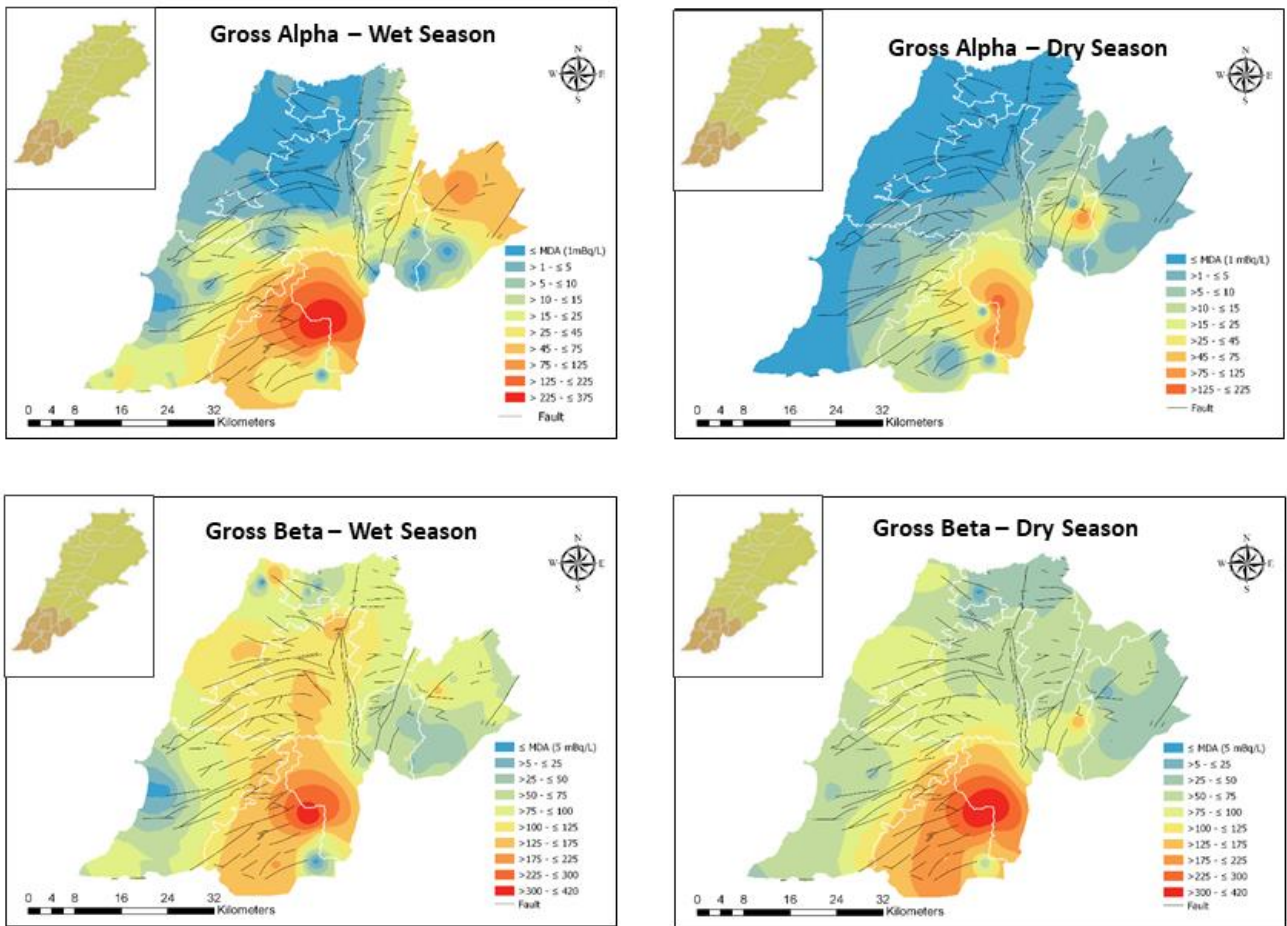 Gross Alpha – Wet Season
N
W
E
S
≤ MDA (1mBq/L)
> 1 - ≤ 5
> 5 - ≤ 10
> 10 - ≤ 15
> 15 - ≤ 25
> 25 - ≤ 45
> 45 - ≤ 75
> 75 - ≤ 125
> 125 - ≤ 225
> 225 - ≤ 375
Fault
0 4 8 16 24 32
Kilometers
Gross Alpha – Dry Season
N
W
E
S
≤ MDA (1 mBq/L)
>1 - ≤ 5
>5 - ≤ 10
>10 - ≤ 15
>15 - ≤ 25
>25 - ≤ 45
>45 - ≤ 75
>75 - ≤ 125
>125 - ≤ 225
Fault
0 4 8 16 24 32
Kilometers
Gross Beta – Wet Season
N
W
E
S
≤ MDA (5 mBq/L)
>5 - ≤ 25
>25 - ≤ 50
>50 - ≤ 75
>75 - ≤ 100
>100 - ≤ 125
>125 - ≤ 175
>175 - ≤ 225
>225 - ≤ 300
>300 - ≤ 420
Fault
0 4 8 16 24 32
Kilometers
Gross Beta – Dry Season
N
W
E
S
≤ MDA (5 mBq/L)
>5 - ≤ 25
>25 - ≤ 50
>50 - ≤ 75
>75 - ≤ 100
>100 - ≤ 125
>125 - ≤ 175
>175 - ≤ 225
>225 - ≤ 300
>300 - ≤ 420
Fault
0 4 8 16 24 32
Kilometers